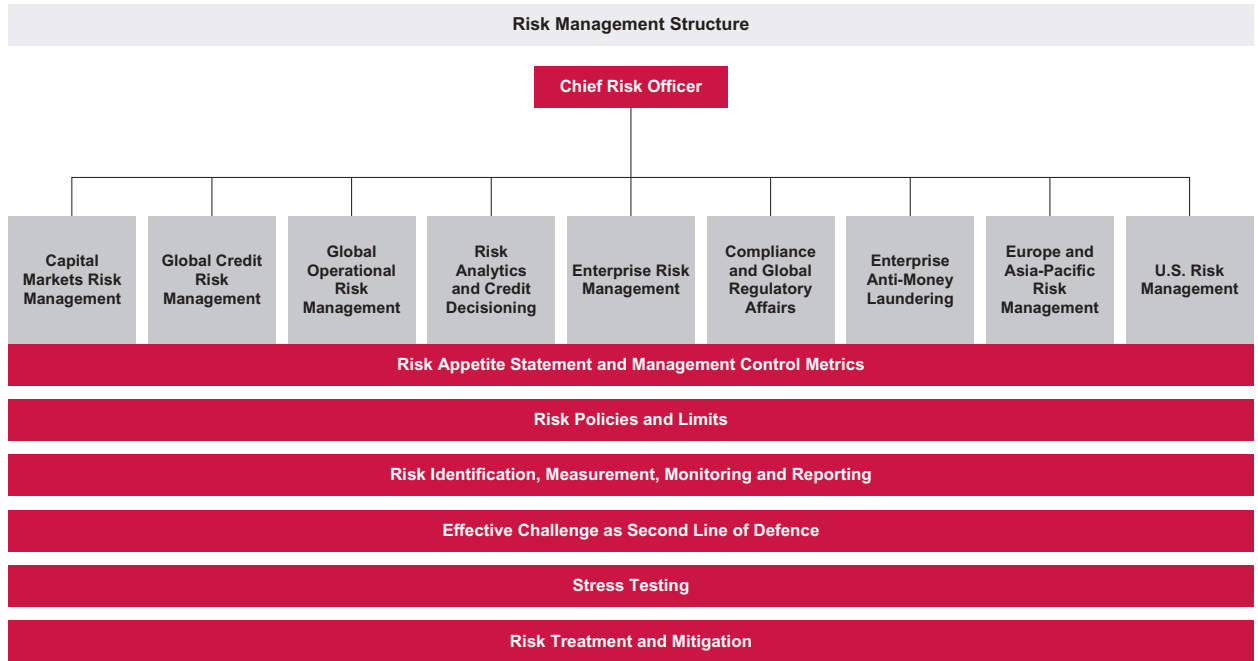 Risk Management Structure
Chief Risk Officer
Capital
Markets Risk
Management
Global Credit
Risk
Management
Global
Operational
Risk
Management
Risk
Analytics
and Credit
Decisioning
Enterprise Risk
Management
Compliance
and Global
Regulatory
Affairs
Enterprise
Anti-Money
Laundering
Europe and
Asia-Pacific
Risk
Management
U.S. Risk
Management
Risk Appetite Statement and Management Control Metrics
Risk Policies and Limits
Risk Identification, Measurement, Monitoring and Reporting
Effective Challenge as Second Line of Defence
Stress Testing
Risk Treatment and Mitigation